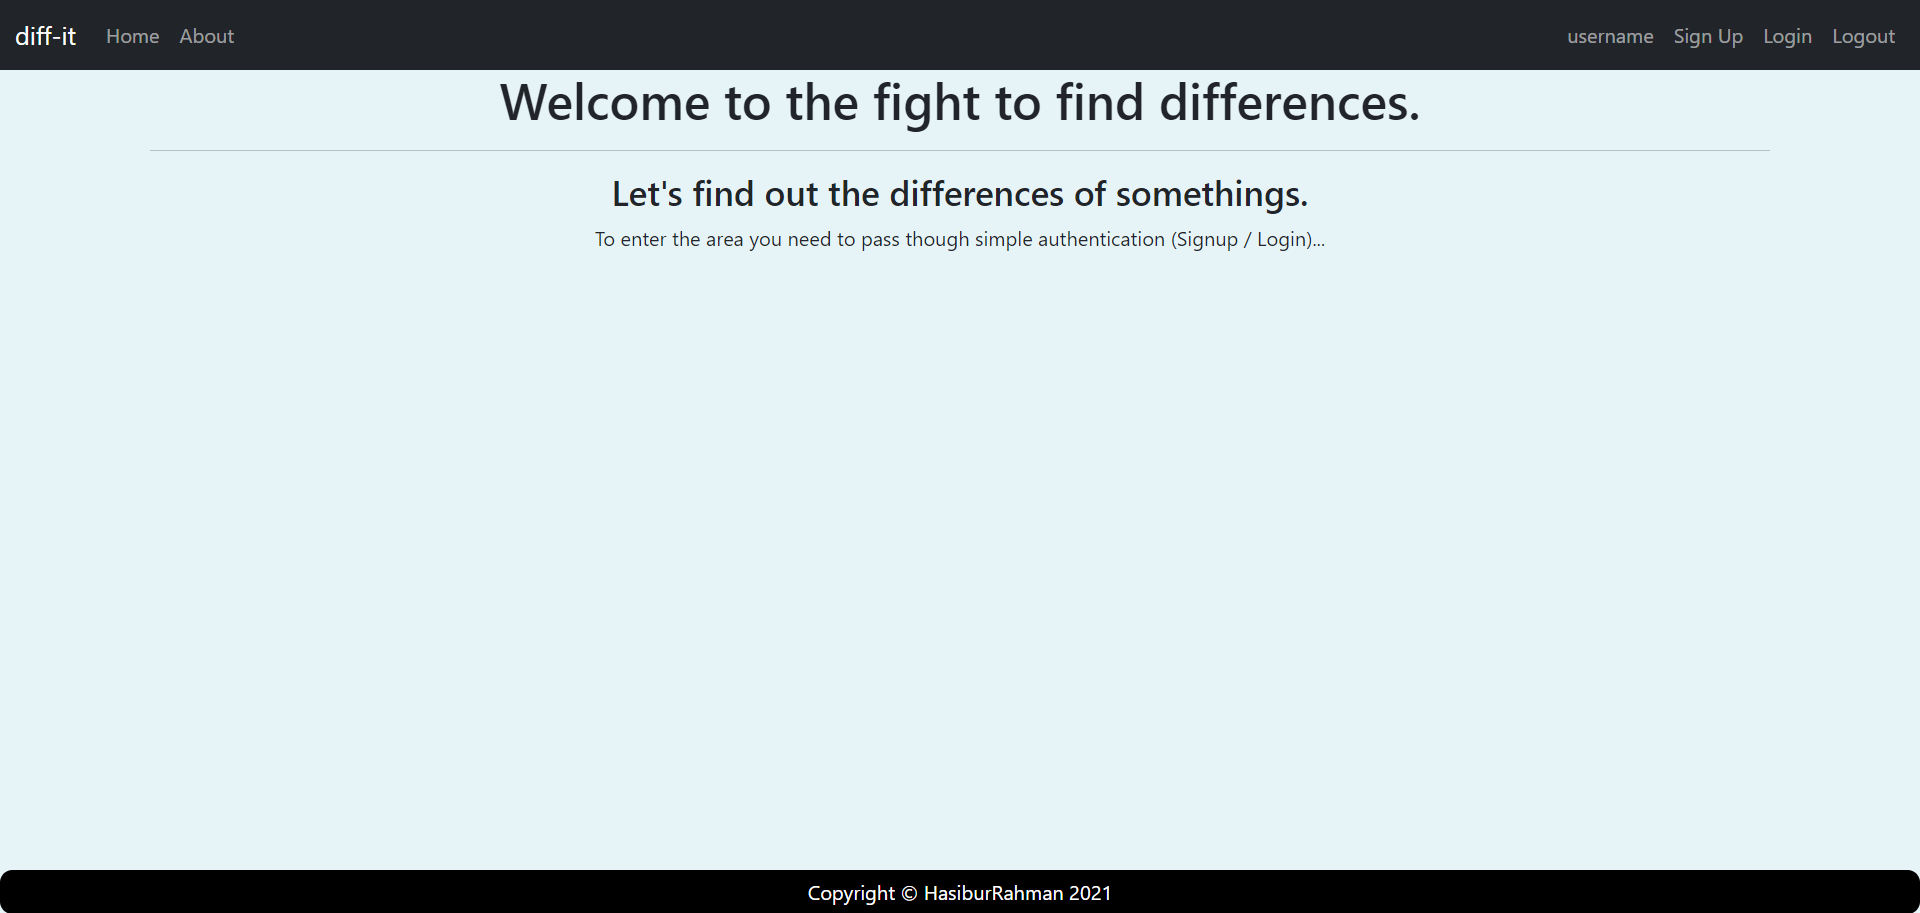 diff-it Home About username Sign Up Login Logout
Welcome to the fight to find differences.
Let's find out the differences of somethings.
To enter the area you need to pass though simple authentication (Signup / Login)...
Copyright © HasiburRahman 2021